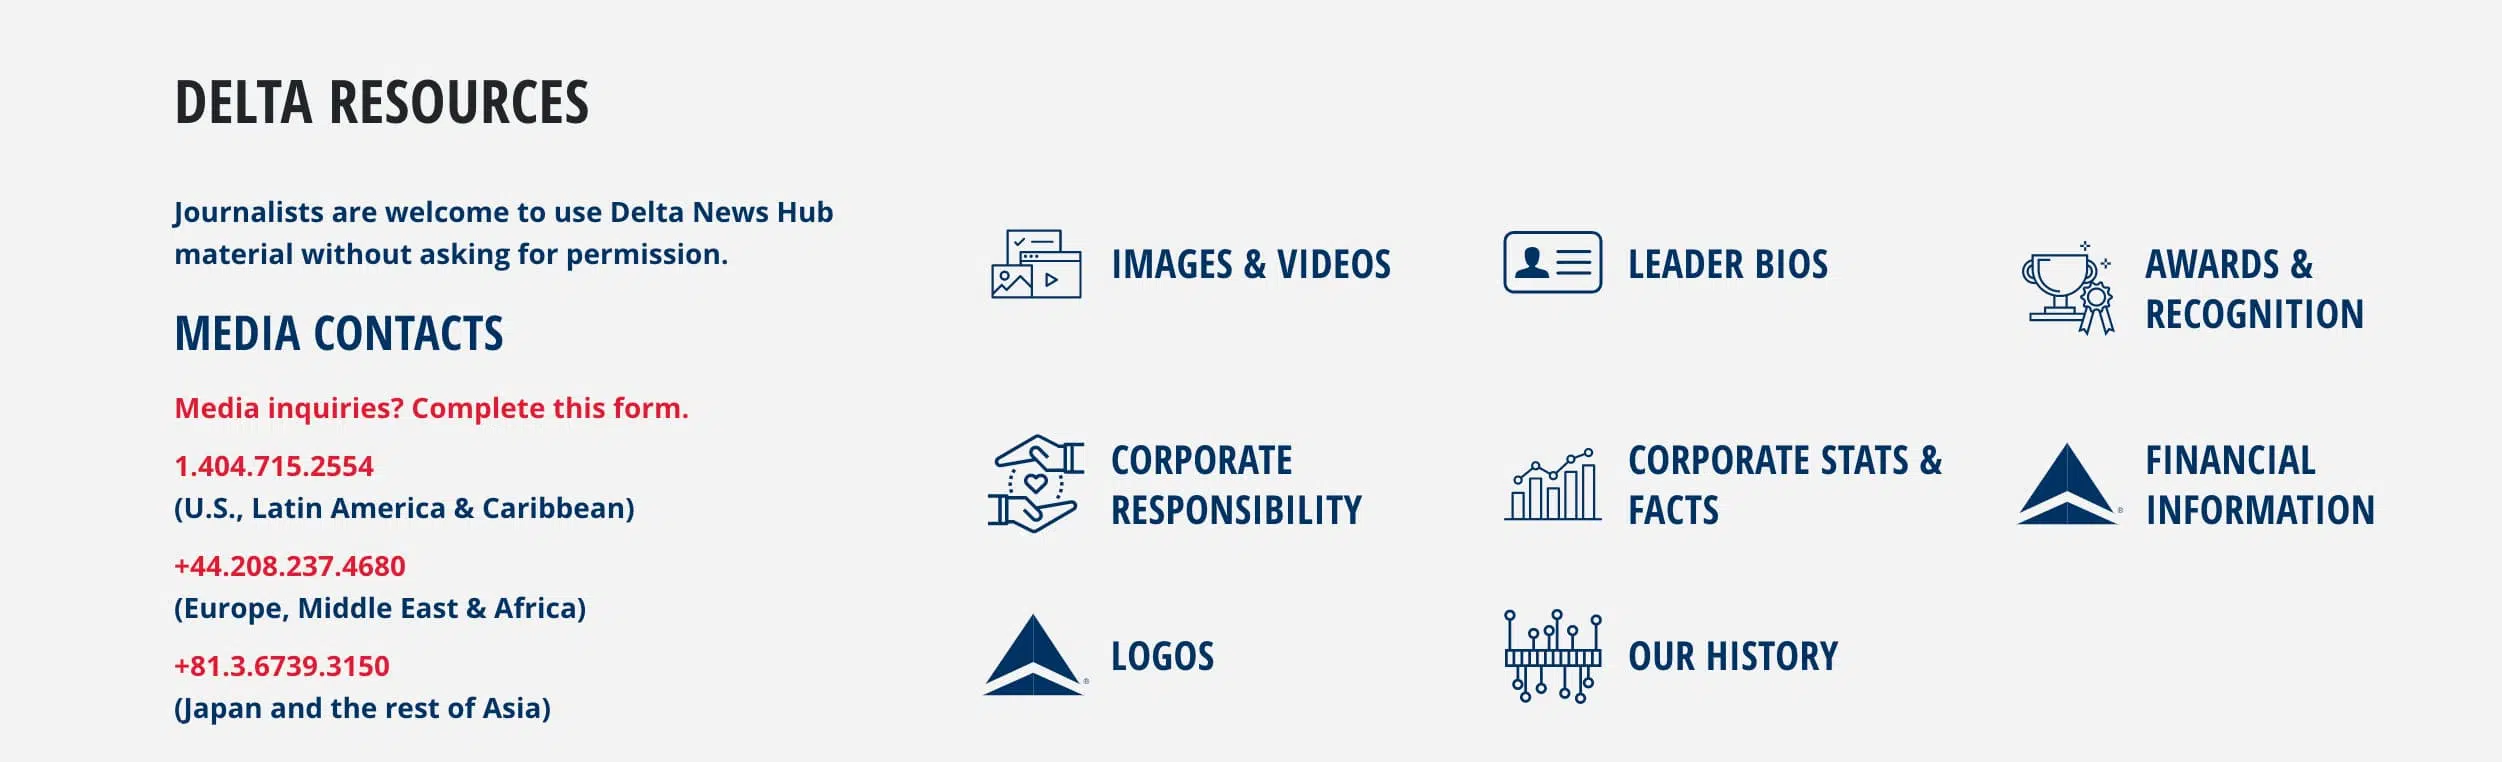 DELTA RESOURCES
Journalists are welcome to use Delta News Hub
material without asking for permission.
MEDIA CONTACTS
Media inquiries? Complete this form.
1.404.715.2554
(U.S., Latin America & Caribbean)
+44.208.237.4680
(Europe, Middle East & Africa)
+81.3.6739.3150
(Japan and the rest of Asia)
IMAGES & VIDEOS
LEADER BIOS
AWARDS &
RECOGNITION
CORPORATE
RESPONSIBILITY
CORPORATE STATS &
FACTS
®
FINANCIAL
INFORMATION
®
LOGOS
OUR HISTORY